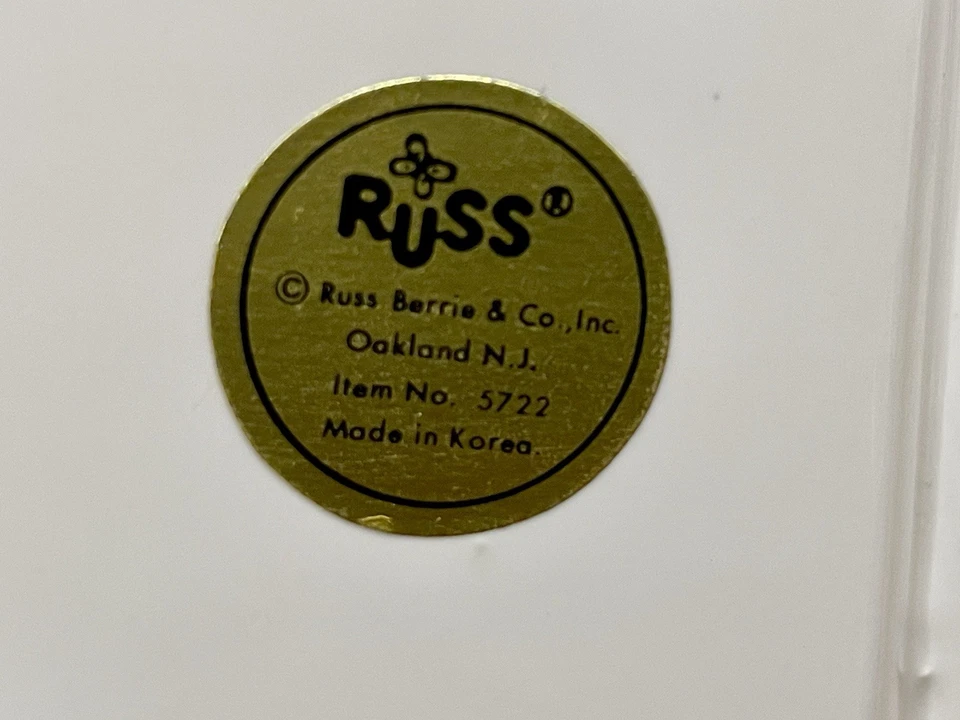 RUSS®
© Russ Berrie & Co., Inc.
Oakland N.J.
Item No. 5722
Made in Korea.